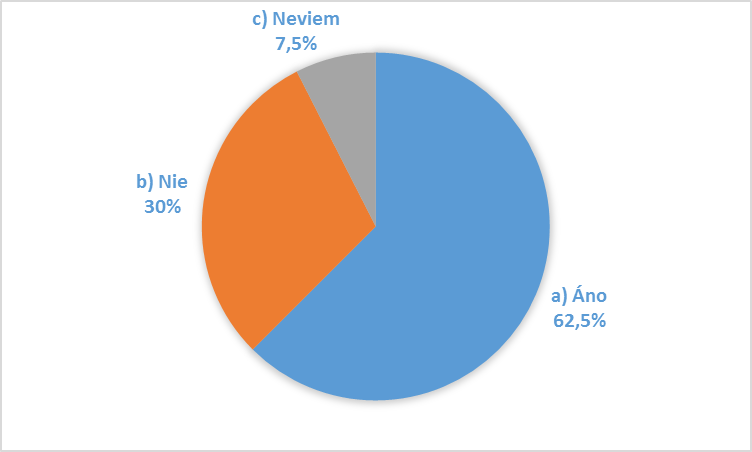 c) Neviem
7,5%
b) Nie
30%
a) Áno
62,5%